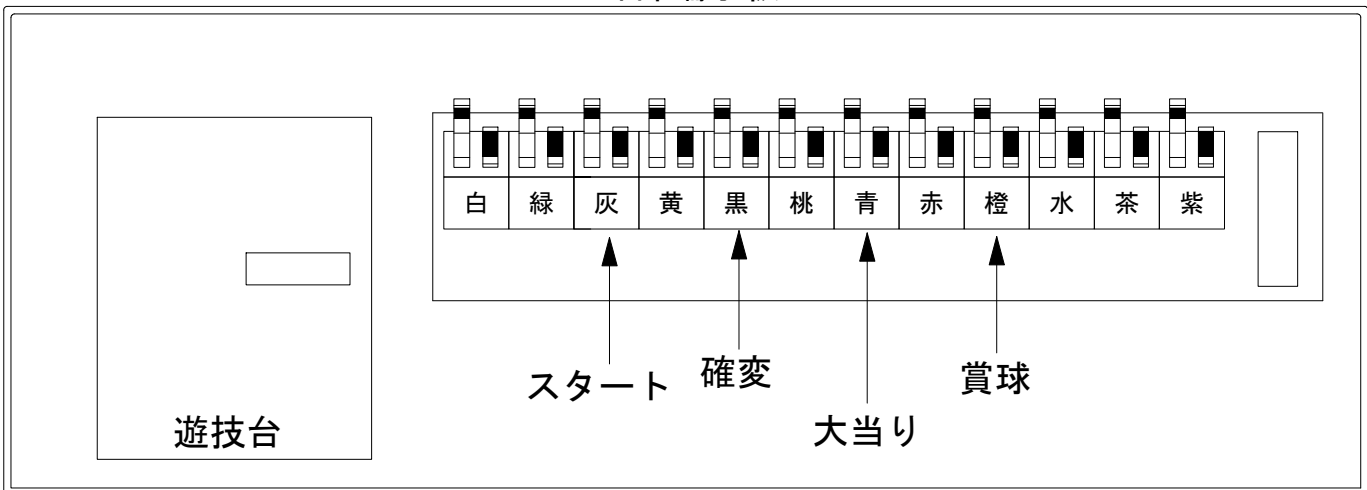 白 緑 灰 黄 黒 桃 青 赤 橙 水 茶 紫
スタート 確変 大当り 賞球
遊技台